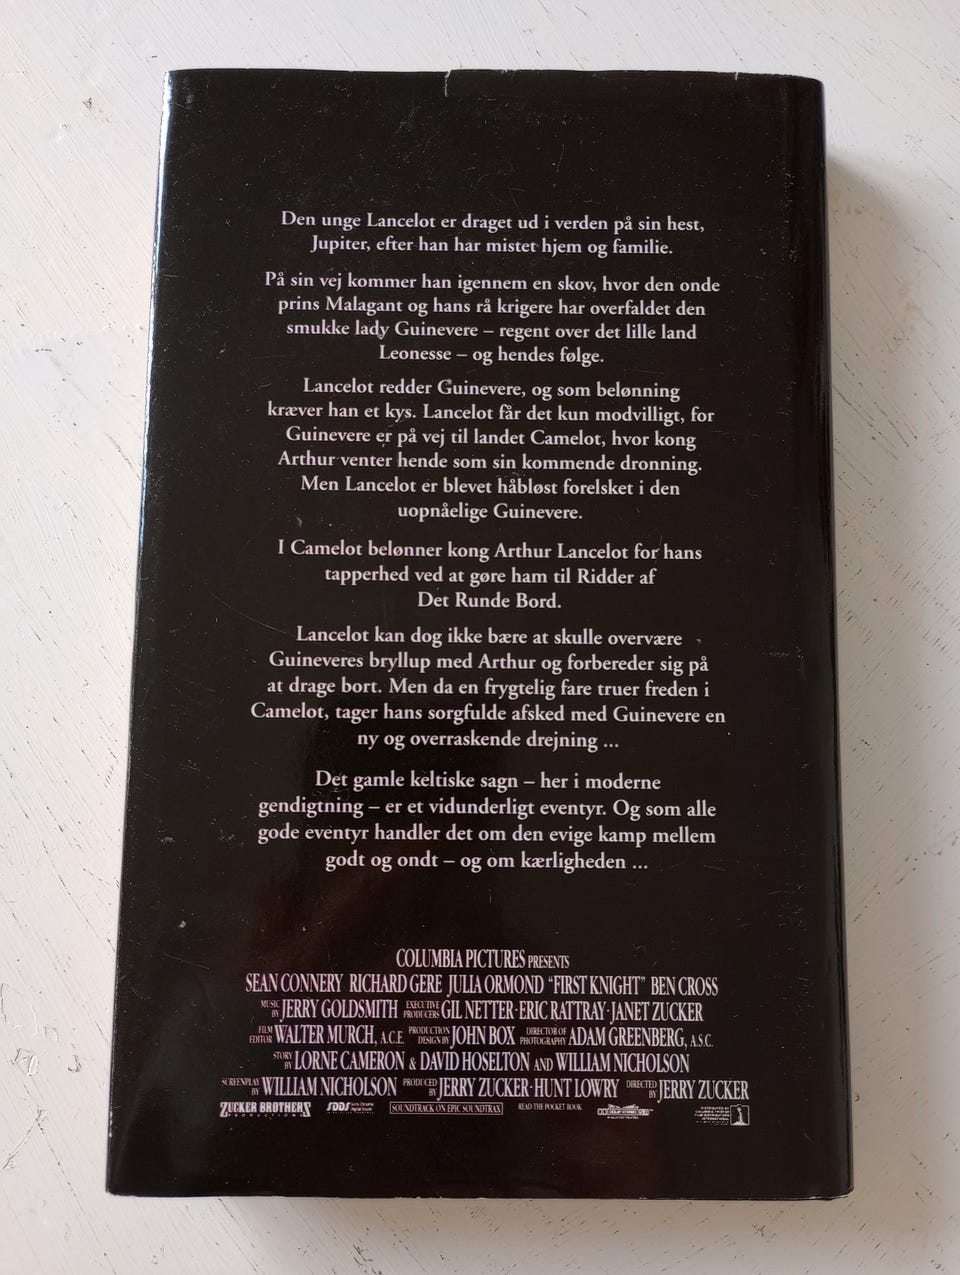 Den unge Lancelot er draget ud i verden på sin hest,
Jupiter, efter han har mistet hjem og familie.
På sin vej kommer han igennem en skov, hvor den onde
prins Malagant og hans rå krigere har overfaldet den
smukke lady Guinevere – regent over det lille land
Leonesse – og hendes følge.
Lancelot redder Guinevere, og som belønning
kræver han et kys. Lancelot får det kun modvilligt, for
Guinevere er på vej til landet Camelot, hvor kong
Arthur venter hende som sin kommende dronning.
Men Lancelot er blevet håbløst forelsket i den
uopnåelige Guinevere.
I Camelot belønner kong Arthur Lancelot for hans
tapperhed ved at gøre ham til Ridder af
Det Runde Bord.
Lancelot kan dog ikke bære at skulle overvære
Guineveres bryllup med Arthur og forbereder sig på
at drage bort. Men da en frygtelig fare truer freden i
Camelot, tager hans sorgfulde afsked med Guinevere en
ny og overraskende drejning ...
Det gamle keltiske sagn – her i moderne
gendigtning – er et vidunderligt eventyr. Og som alle
gode eventyr handler det om den evige kamp mellem
godt og ondt – og om kærligheden ...
COLUMBIA PICTURES PRESENTS
SEAN CONNERY RICHARD GERE JULIA ORMOND "FIRST KNIGHT" BEN CROSS
MUSIC BY JERRY GOLDSMITH EXECUTIVE PRODUCERS GIL NETTER · ERIC RATTRAY · JANET ZUCKER
FILM EDITOR WALTER MURCH, A.C.E. PRODUCTION DESIGN BY JOHN BOX DIRECTOR OF PHOTOGRAPHY ADAM GREENBERG, A.S.C.
STORY BY LORNE CAMERON & DAVID HOSELTON AND WILLIAM NICHOLSON
SCREENPLAY BY WILLIAM NICHOLSON PRODUCED BY JERRY ZUCKER · HUNT LOWRY DIRECTED BY JERRY ZUCKER
ZUCKER BROTHERS PRODUCTIONS SDDS Sony Dynamic Digital Sound SOUNDTRACK ON EPIC SOUNDTRAX READ THE POCKET BOOK